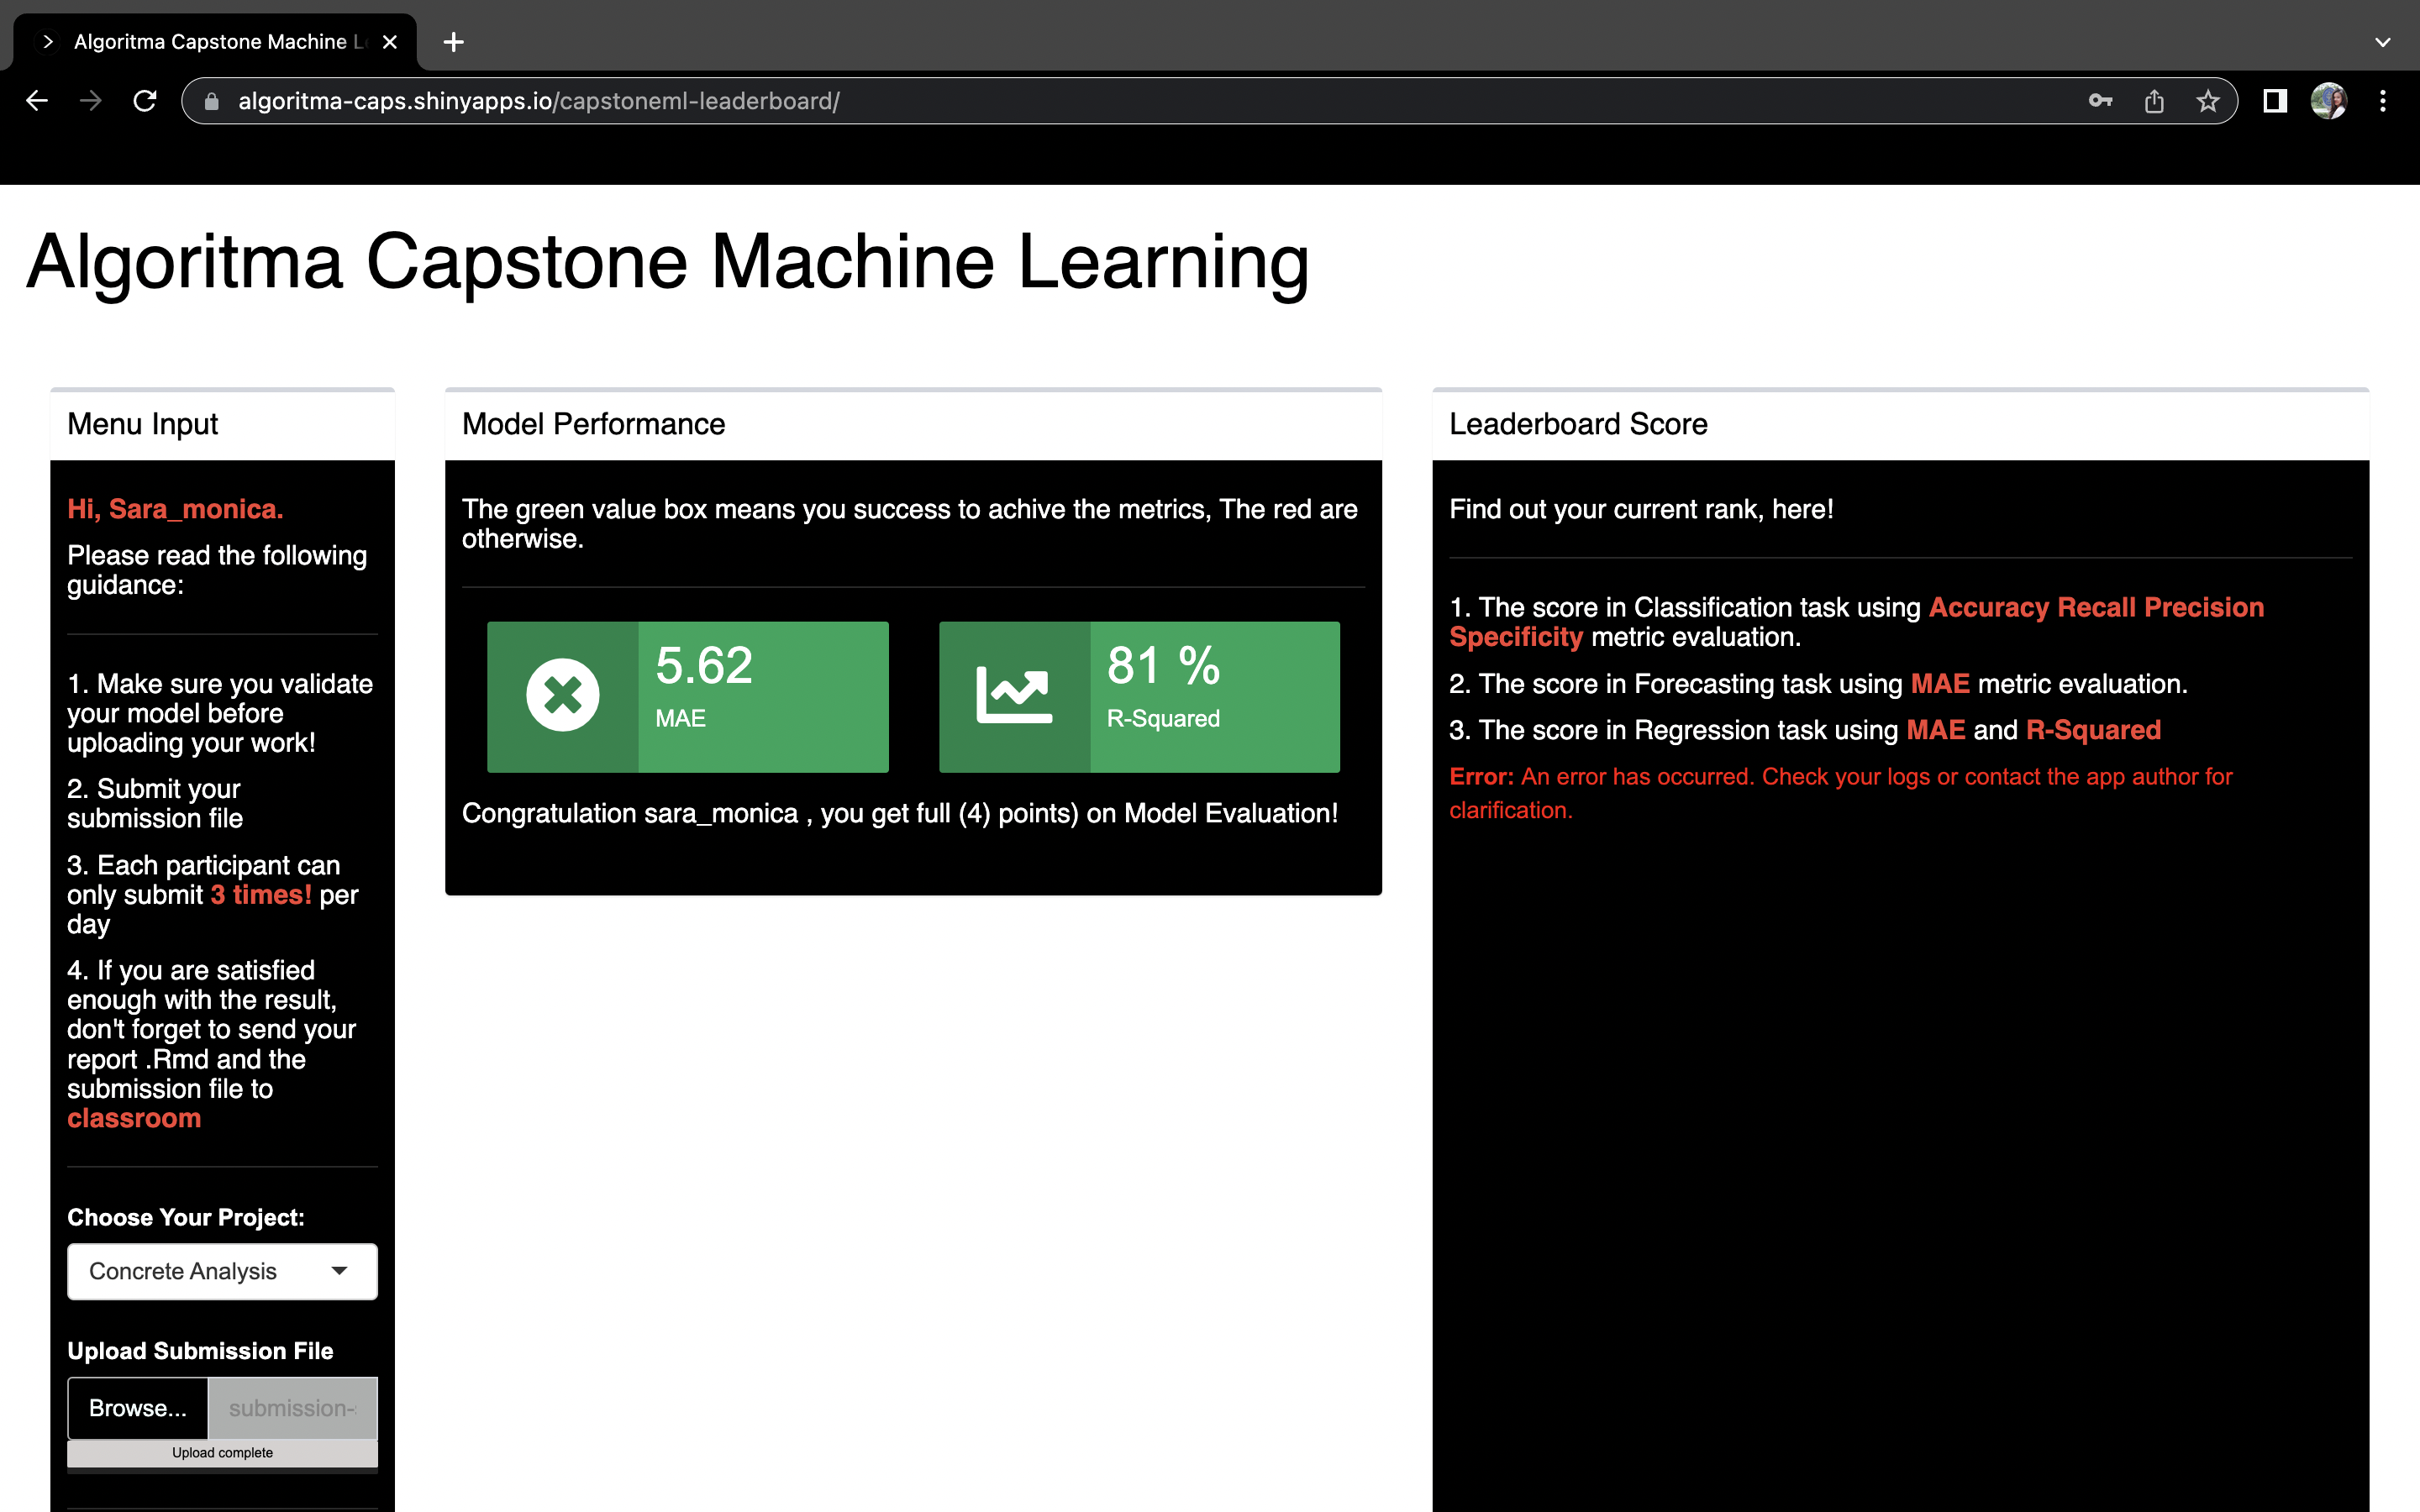 Algoritma Capstone Machine L
algoritma-caps.shinyapps.io/capstoneml-leaderboard/
Algoritma Capstone Machine Learning
Menu Input
Hi, Sara_monica.
Please read the following
guidance:
1. Make sure you validate
your model before
uploading your work!
2. Submit your
submission file
3. Each participant can
only submit 3 times! per
day
4. If you are satisfied
enough with the result,
don't forget to send your
report .Rmd and the
submission file to
classroom
Choose Your Project:
Concrete Analysis
Upload Submission File
Browse...
submission-
Upload complete
Model Performance
The green value box means you success to achive the metrics, The red are
otherwise.
5.62
MAE
81 %
R-Squared
Congratulation sara_monica , you get full (4) points) on Model Evaluation!
Leaderboard Score
Find out your current rank, here!
1. The score in Classification task using Accuracy Recall Precision
Specificity metric evaluation.
2. The score in Forecasting task using MAE metric evaluation.
3. The score in Regression task using MAE and R-Squared
Error: An error has occurred. Check your logs or contact the app author for
clarification.